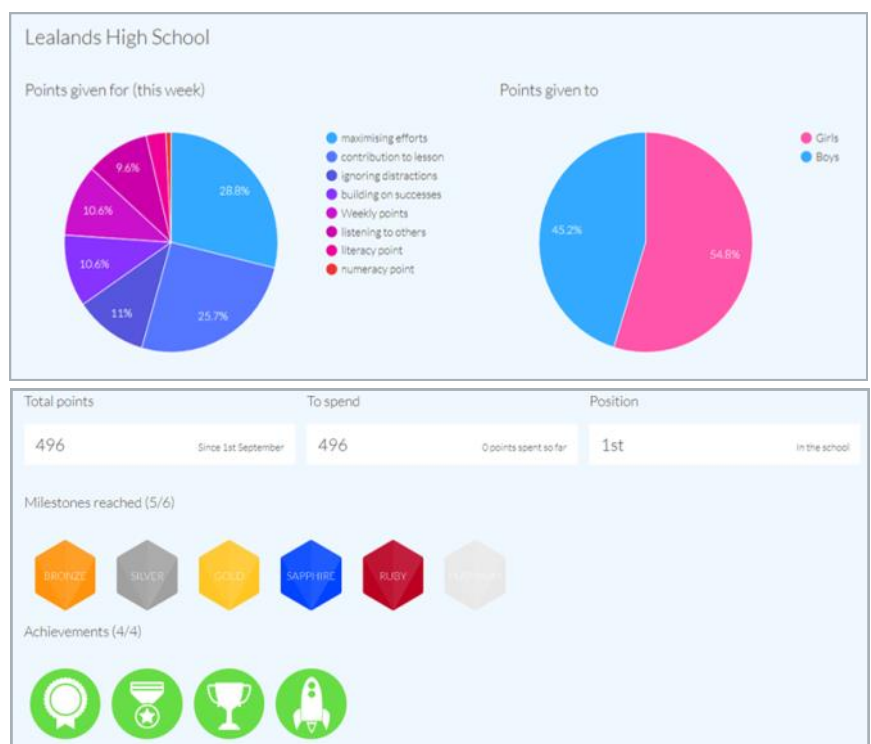 Lealands High School
Points given for (this week)
Points given to
28.8%
25.7%
11%
10.6%
10.6%
9.6%
maximising efforts
contribution to lesson
ignoring distractions
building on successes
Weekly points
listening to others
literacy point
numeracy point
45.2%
54.8%
Girls
Boys
Total points
To spend
Position
496 Since 1st September
496 0 points spent so far
1st In the school
Milestones reached (5/6)
BRONZE
SILVER
GOLD
SAPPHIRE
RUBY
Achievements (4/4)